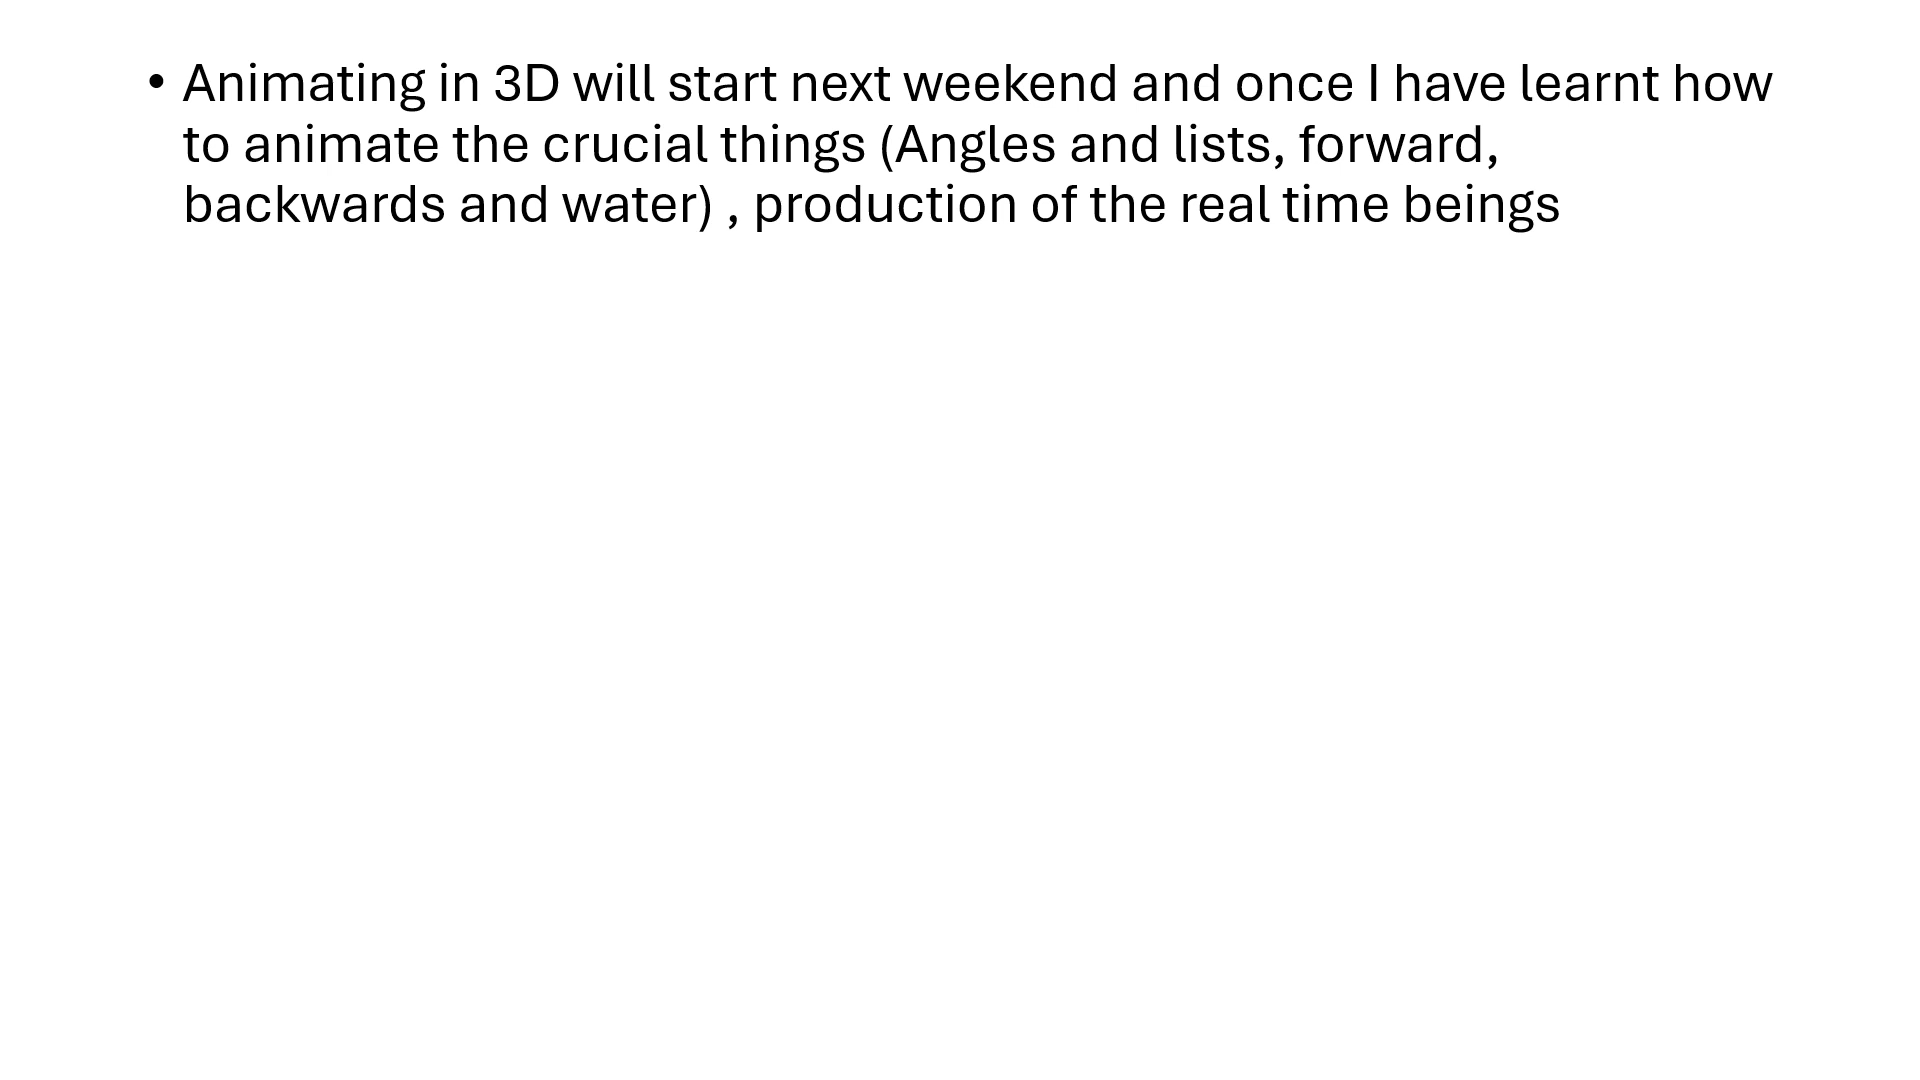 • Animating in 3D will start next weekend and once I have learnt how
to animate the crucial things (Angles and lists, forward,
backwards and water) , production of the real time beings